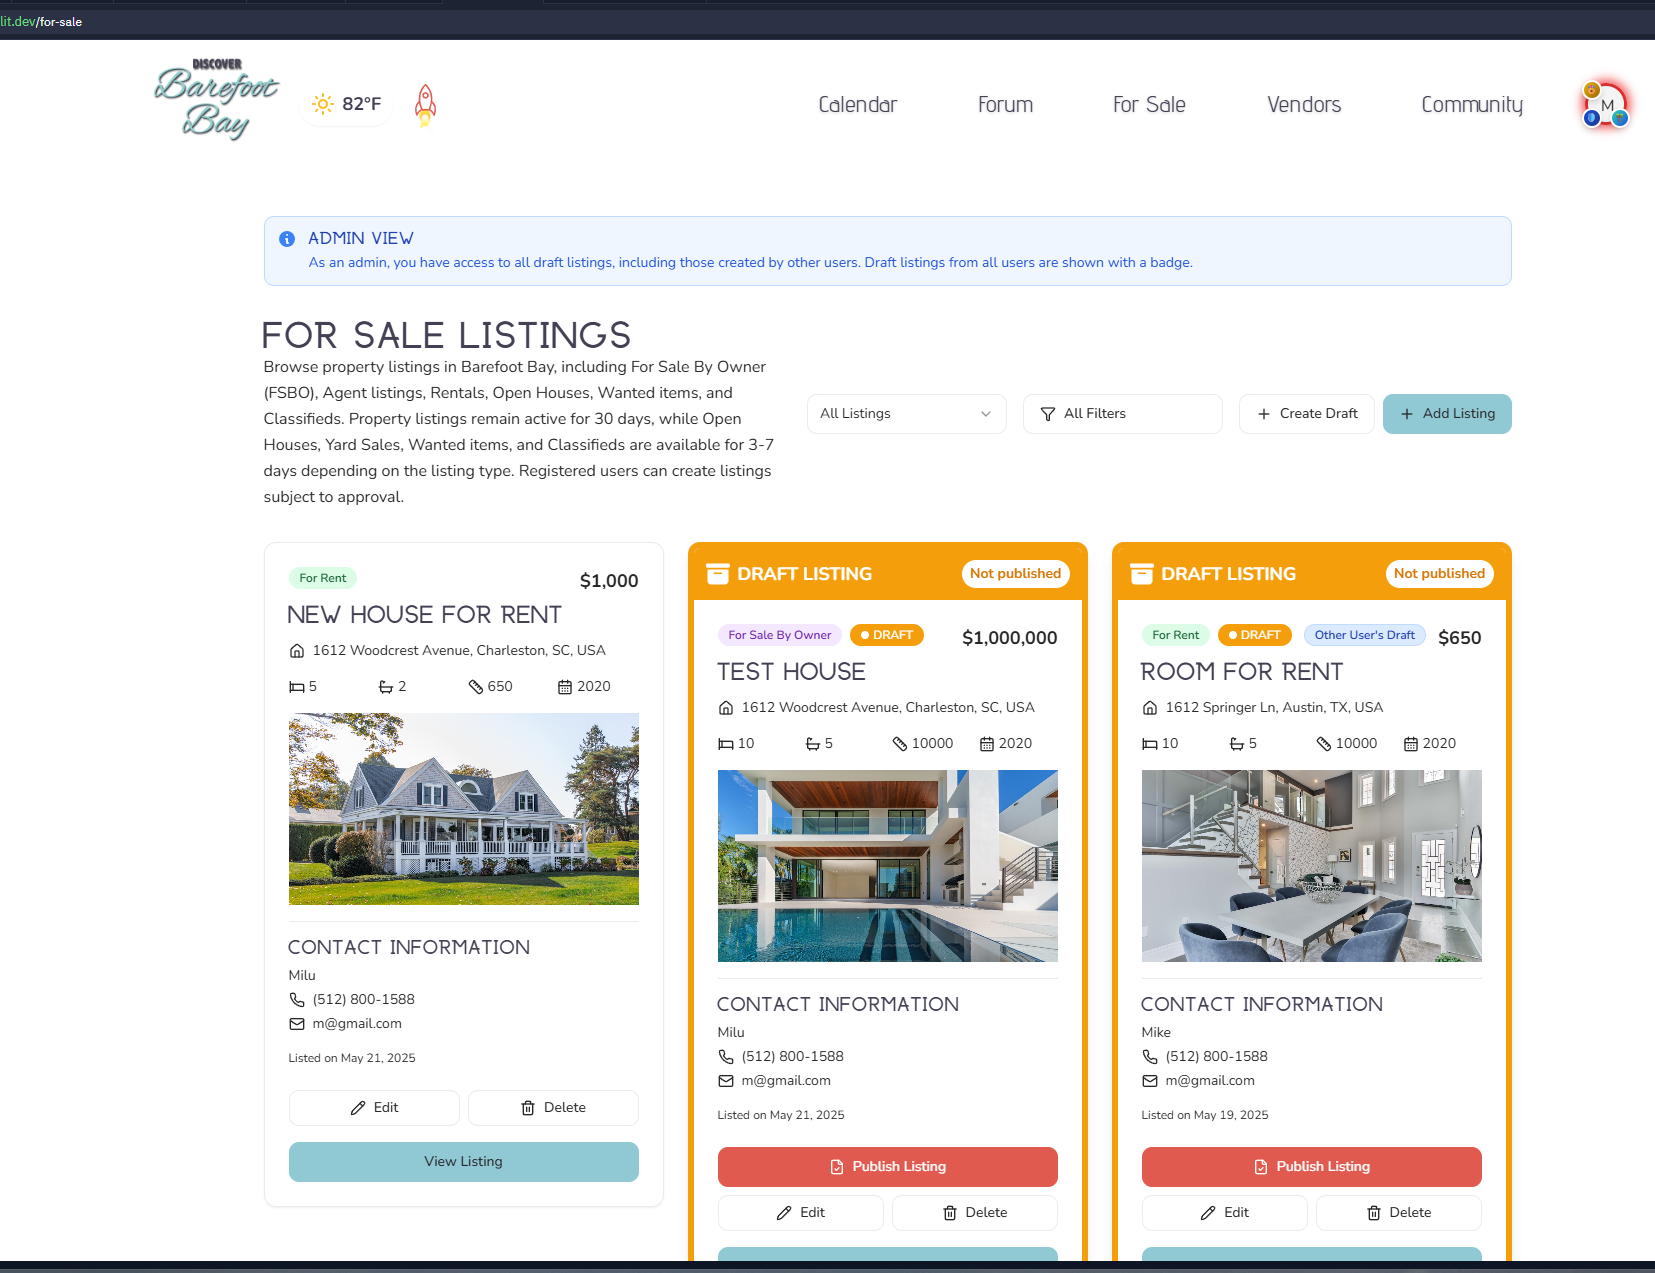 lit.dev/for-sale
DISCOVER
Barefoot
Bay
82°F
Calendar
Forum
For Sale
Vendors
Community
M
ADMIN VIEW
As an admin, you have access to all draft listings, including those created by other users. Draft listings from all users are shown with a badge.
FOR SALE LISTINGS
Browse property listings in Barefoot Bay, including For Sale By Owner
(FSBO), Agent listings, Rentals, Open Houses, Wanted items, and
Classifieds. Property listings remain active for 30 days, while Open
Houses, Yard Sales, Wanted items, and Classifieds are available for 3-7
days depending on the listing type. Registered users can create listings
subject to approval.
All Listings
All Filters
Create Draft
Add Listing
For Rent
$1,000
NEW HOUSE FOR RENT
1612 Woodcrest Avenue, Charleston, SC, USA
5 2 650 2020
CONTACT INFORMATION
Milu
(512) 800-1588
m@gmail.com
Listed on May 21, 2025
Edit
Delete
View Listing
DRAFT LISTING
Not published
For Sale By Owner
DRAFT
$1,000,000
TEST HOUSE
1612 Woodcrest Avenue, Charleston, SC, USA
10 5 10000 2020
CONTACT INFORMATION
Milu
(512) 800-1588
m@gmail.com
Listed on May 21, 2025
Publish Listing
Edit
Delete
DRAFT LISTING
Not published
For Rent
DRAFT
Other User's Draft
$650
ROOM FOR RENT
1612 Springer Ln, Austin, TX, USA
10 5 10000 2020
CONTACT INFORMATION
Mike
(512) 800-1588
m@gmail.com
Listed on May 19, 2025
Publish Listing
Edit
Delete